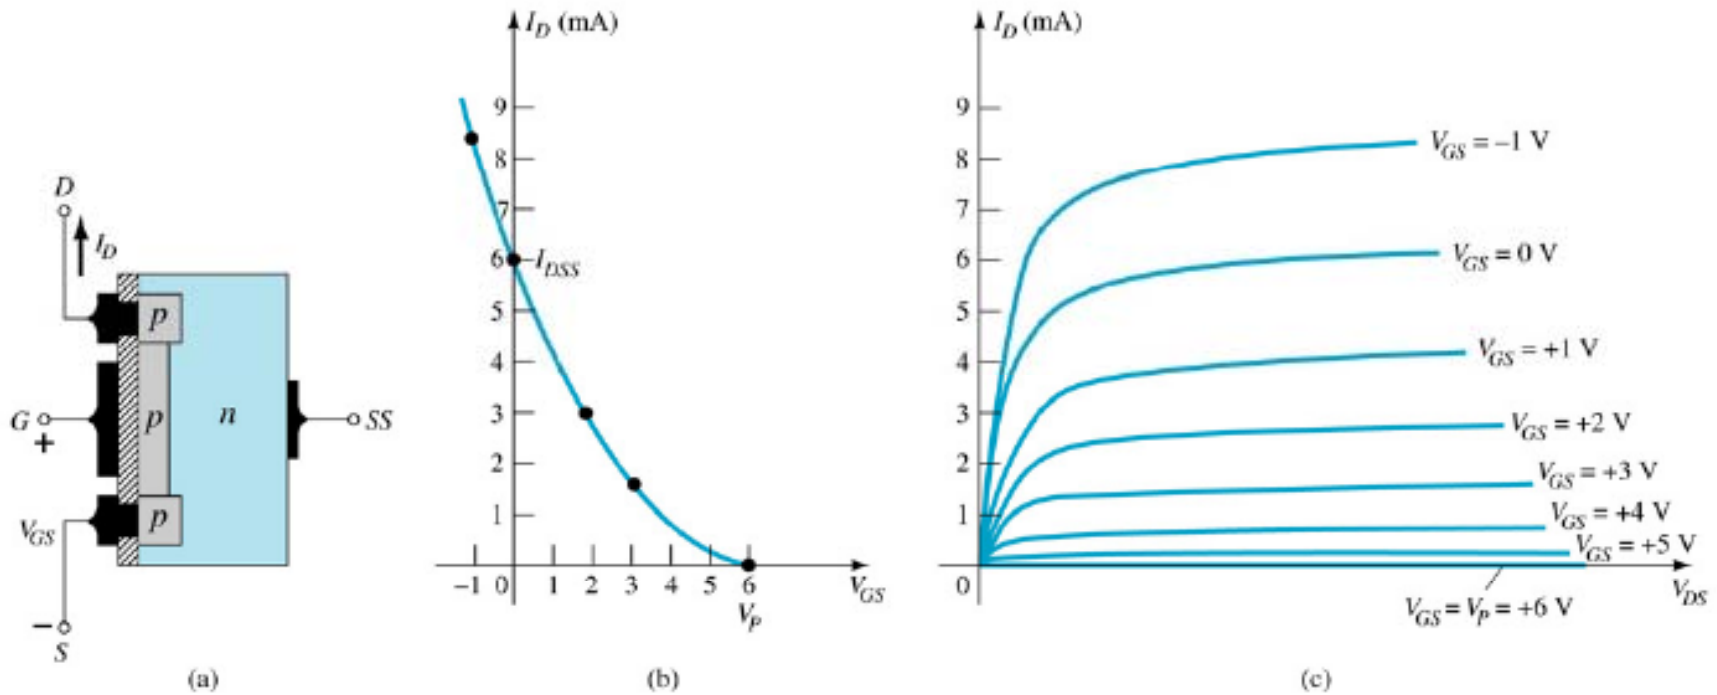 D
I_D
p
G
+
p
n
SS
p
V_GS
–
S
(a)
I_D (mA)
9
8
7
6
I_DSS
5
4
3
2
1
–1 0 1 2 3 4 5 6 V_GS
V_P
(b)
I_D (mA)
9
8
7
6
5
4
3
2
1
0
V_GS = –1 V
V_GS = 0 V
V_GS = +1 V
V_GS = +2 V
V_GS = +3 V
V_GS = +4 V
V_GS = +5 V
V_DS
V_GS = V_P = +6 V
(c)